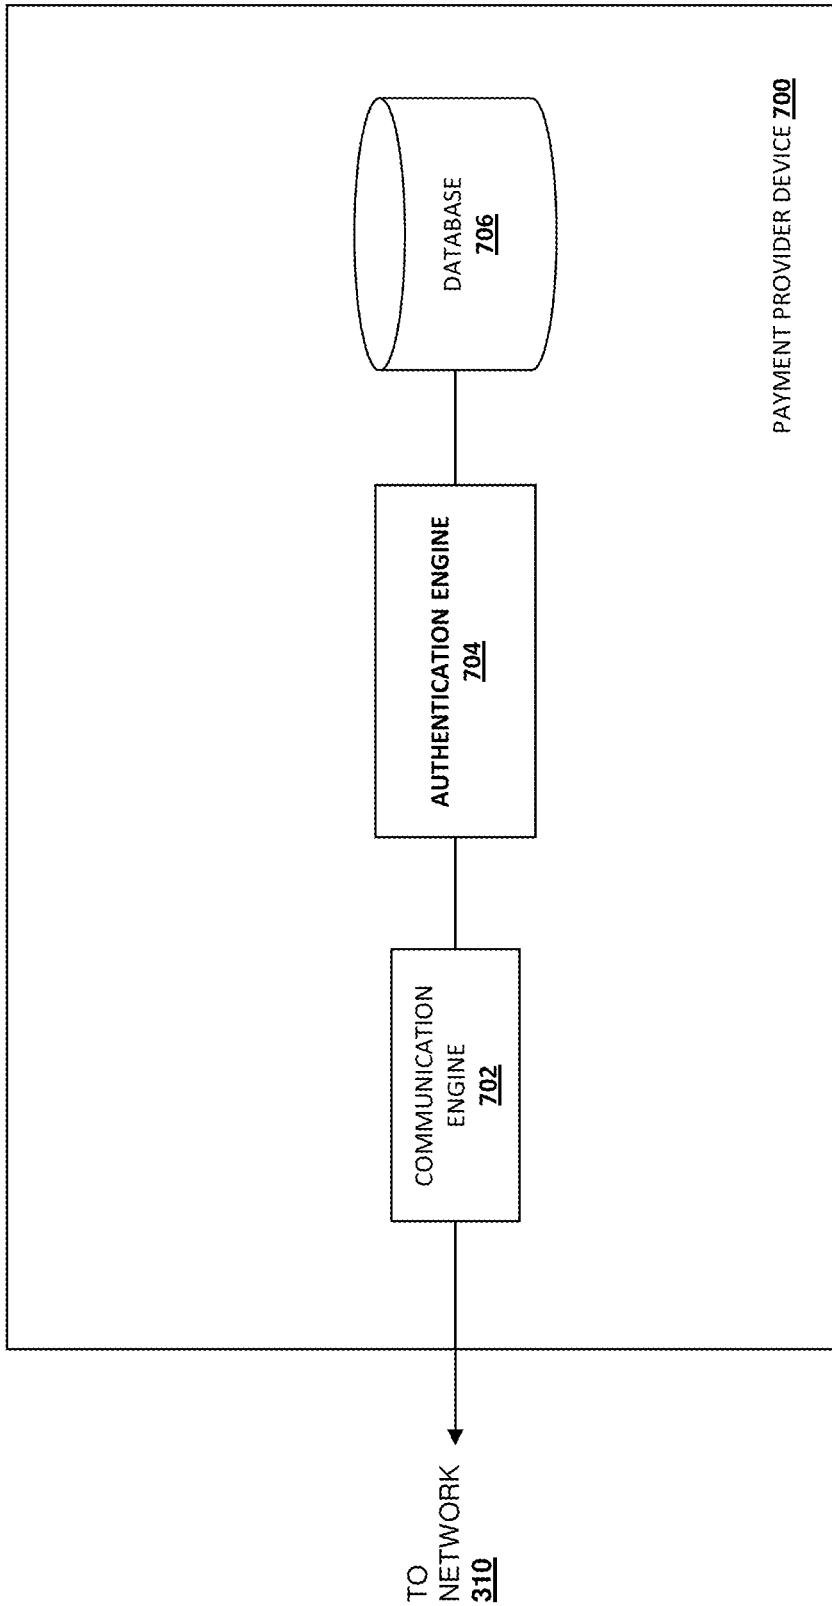 TO
NETWORK
310
COMMUNICATION
ENGINE
702
AUTHENTICATION ENGINE
704
DATABASE
706
PAYMENT PROVIDER DEVICE 700